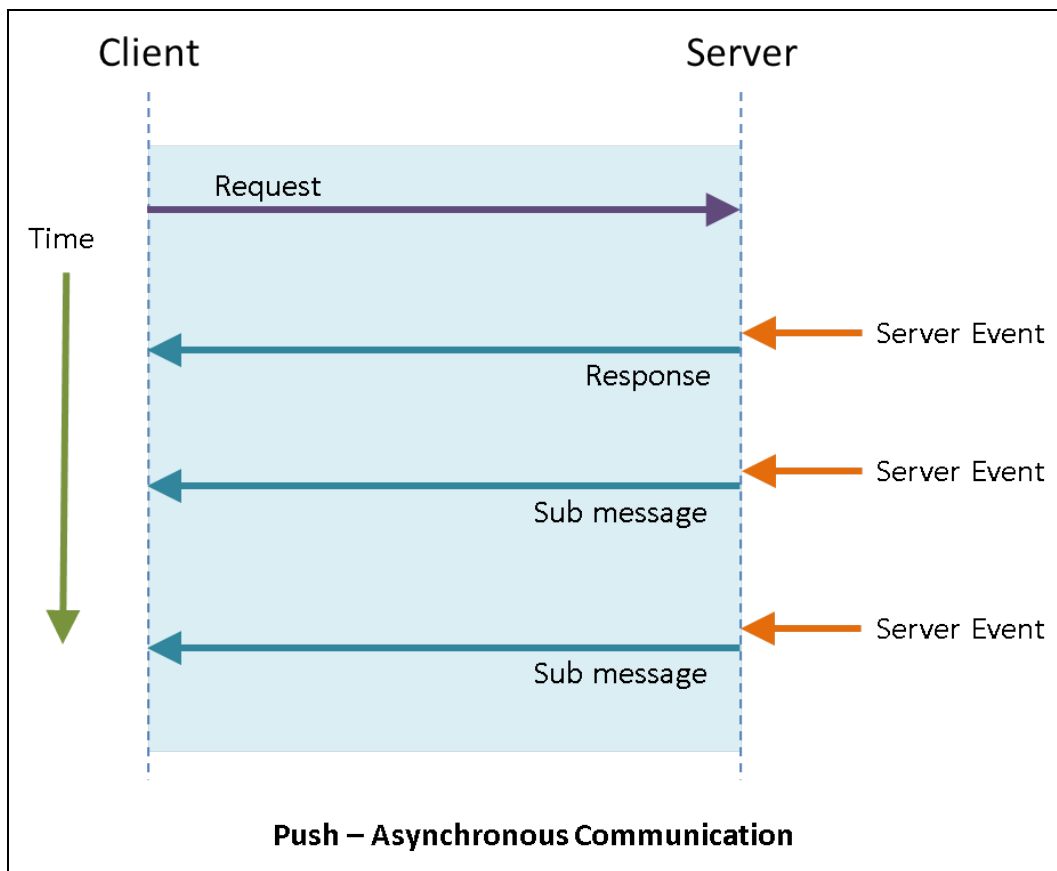 Client
Server
Request
Time
Server Event
Response
Server Event
Sub message
Server Event
Sub message
Push – Asynchronous Communication